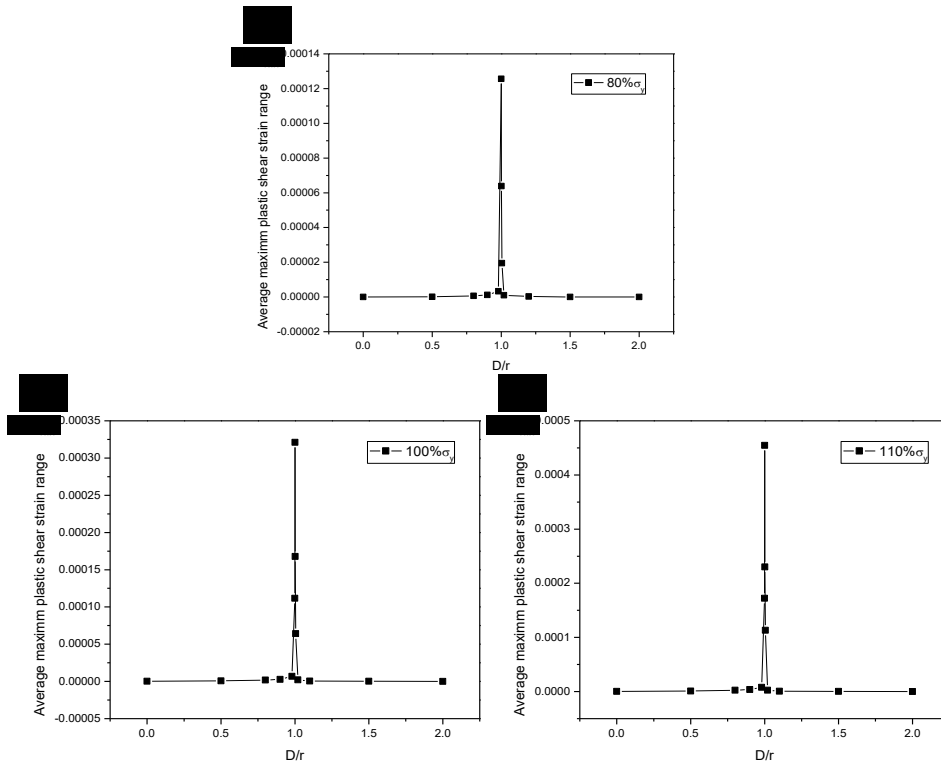 0.00014
0.00012
0.00010
0.00008
0.00006
0.00004
0.00002
0.00000
-0.00002
Average maximm plastic shear strain range
80%σy
0.0 0.5 1.0 1.5 2.0
D/r
0.00035
0.00030
0.00025
0.00020
0.00015
0.00010
0.00005
0.00000
-0.00005
Average maximm plastic shear strain range
100%σy
0.0 0.5 1.0 1.5 2.0
D/r
0.0005
0.0004
0.0003
0.0002
0.0001
0.0000
Average maximm plastic shear strain range
110%σy
0.0 0.5 1.0 1.5 2.0
D/r